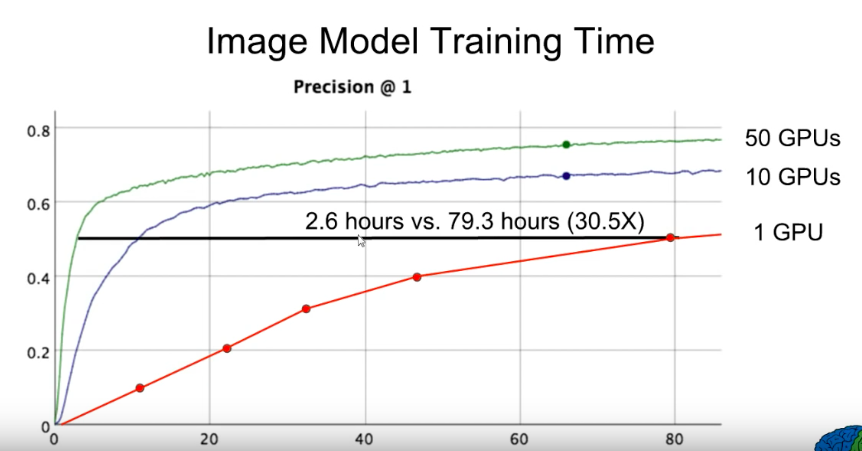 Image Model Training Time
Precision @ 1
0.8
0.6
0.4
0.2
0
0 20 40 60 80
50 GPUs
10 GPUs
2.6 hours vs. 79.3 hours (30.5X)
1 GPU